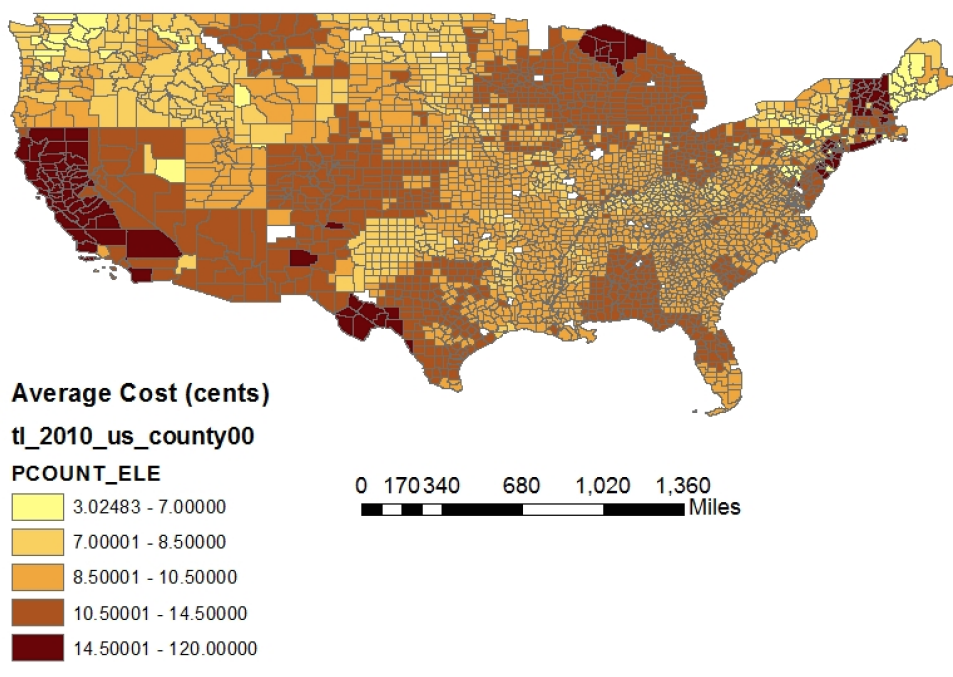 Average Cost (cents)
tl_2010_us_county00
PCOUNT_ELE
3.02483 - 7.00000
7.00001 - 8.50000
8.50001 - 10.50000
10.50001 - 14.50000
14.50001 - 120.00000
0 170 340 680 1,020 1,360
Miles